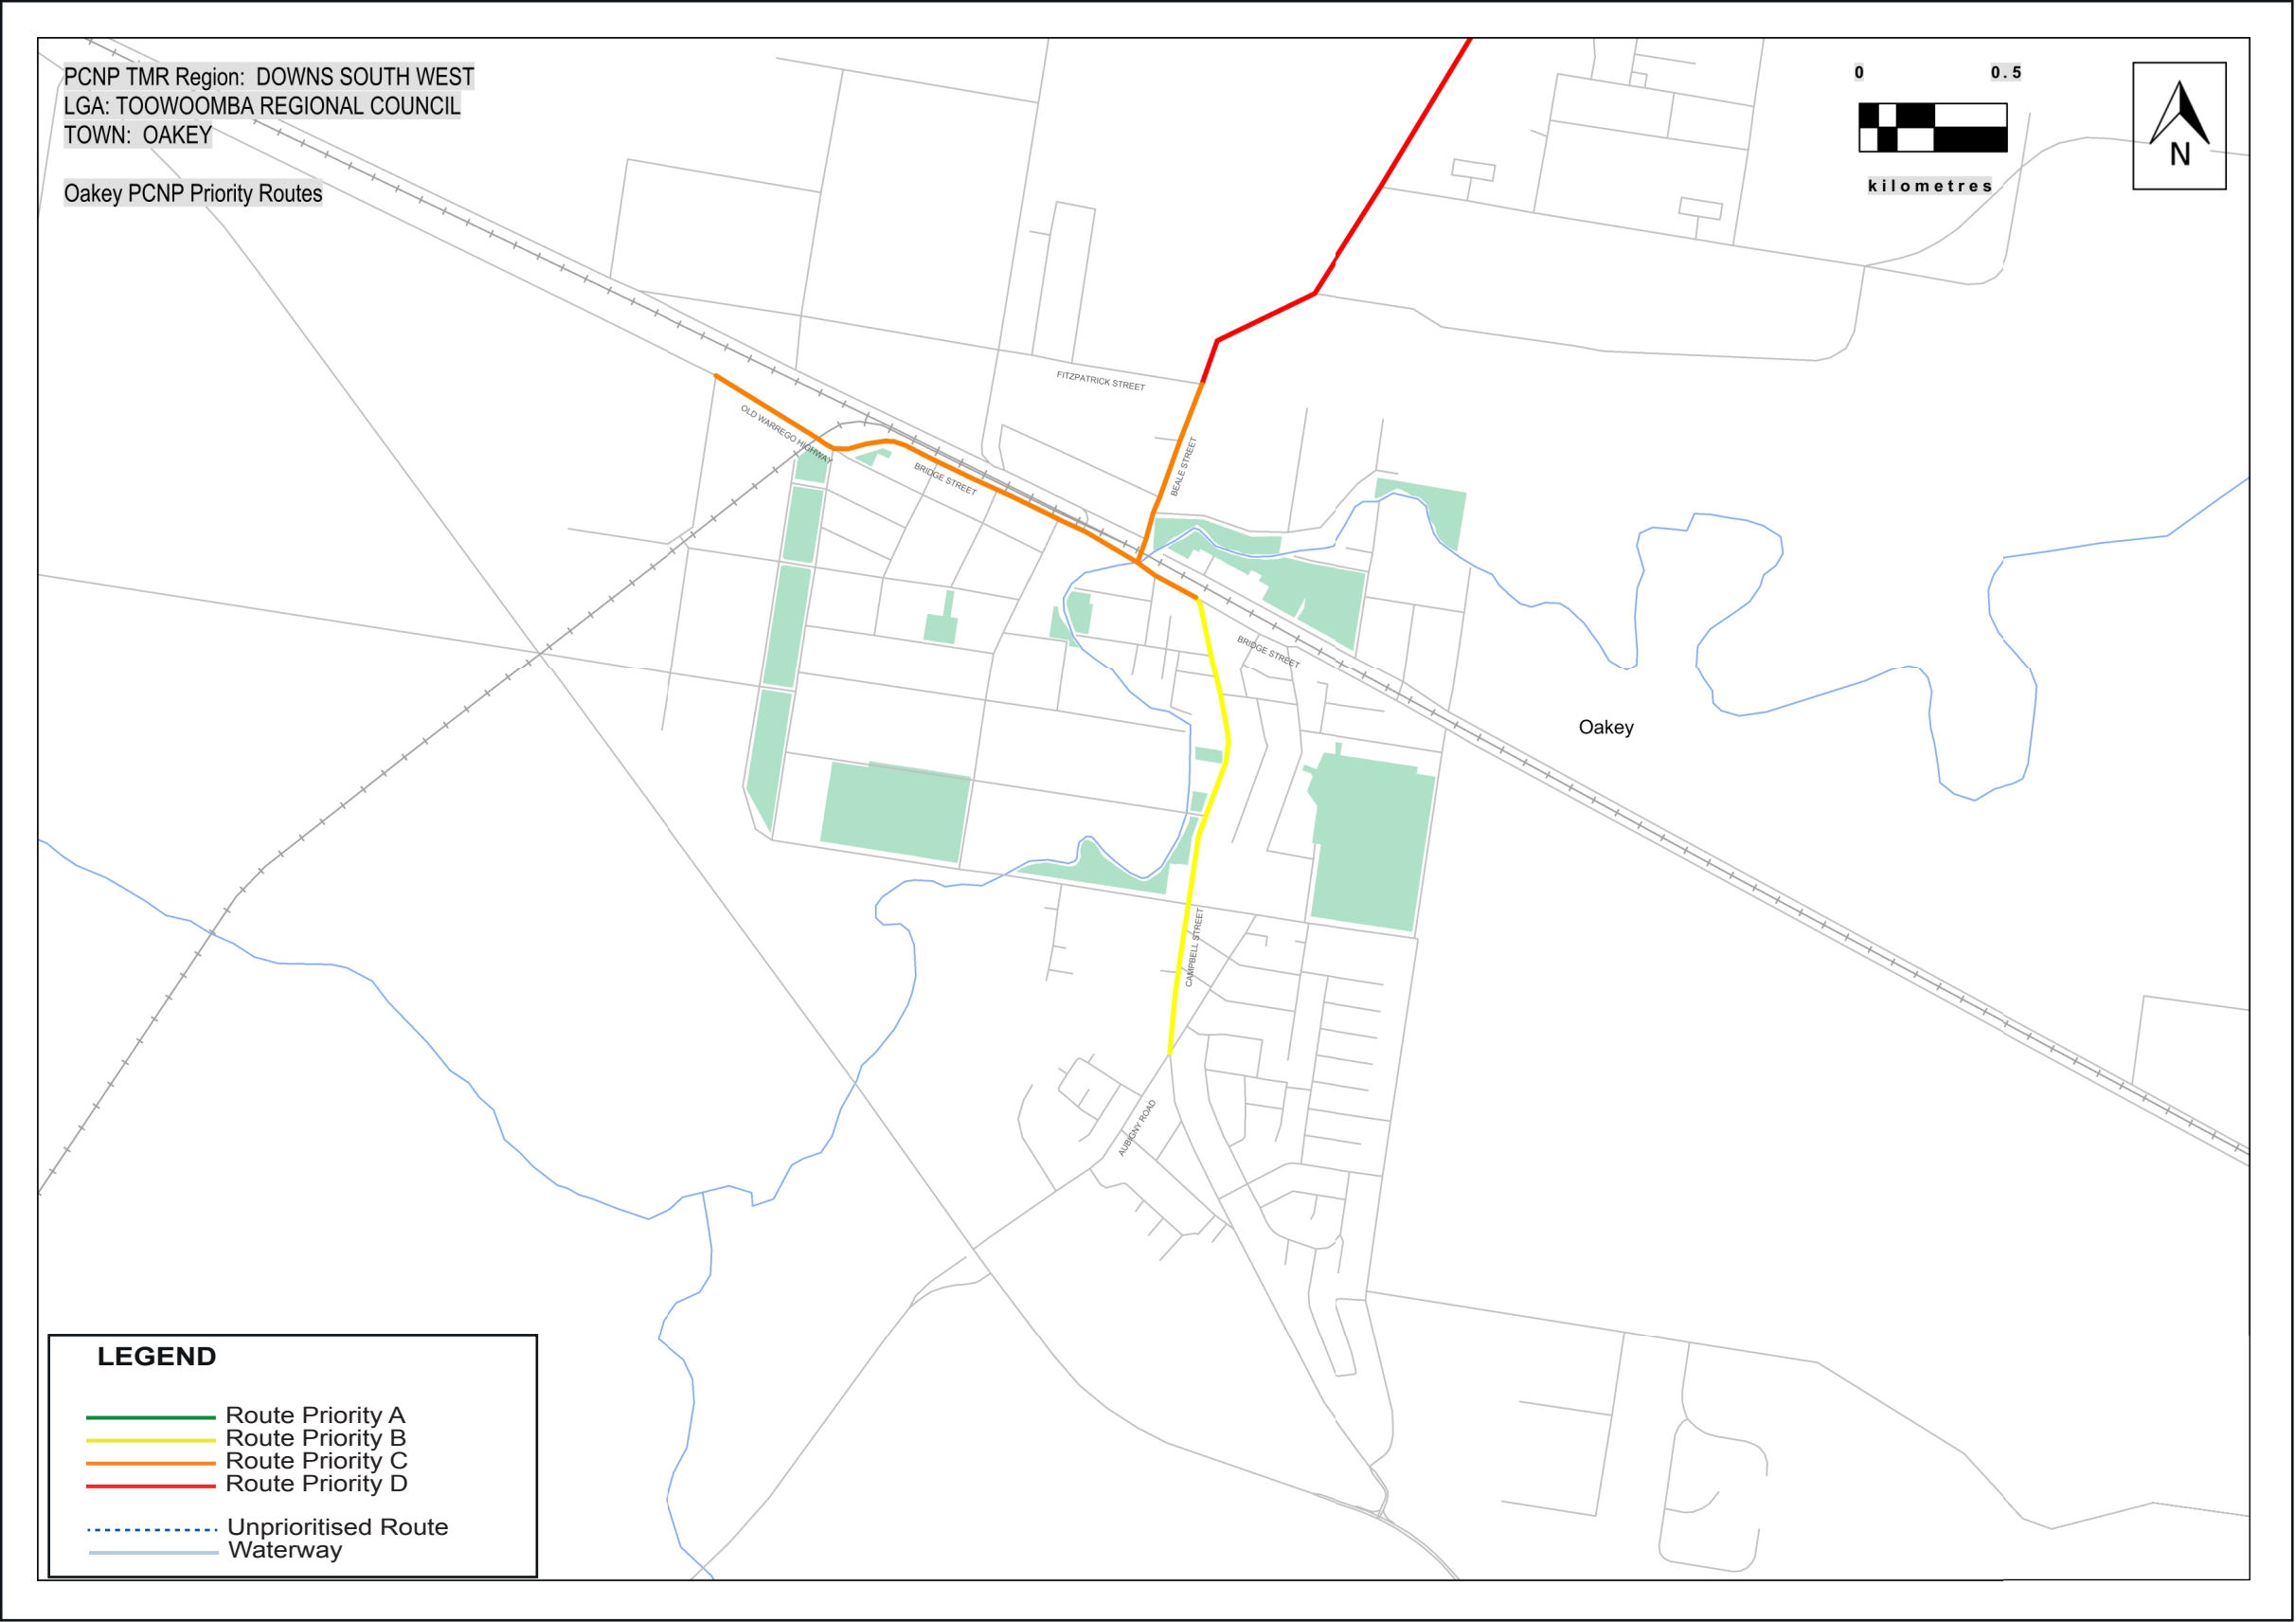 PCNP TMR Region: DOWNS SOUTH WEST
LGA: TOOWOOMBA REGIONAL COUNCIL
TOWN: OAKEY
Oakey PCNP Priority Routes
0 0.5
kilometres
N
FITZPATRICK STREET
OLD WARREGO HIGHWAY
BRIDGE STREET
BEALE STREET
BRIDGE STREET
Oakey
CAMPBELL STREET
AUBIGNY ROAD
LEGEND
Route Priority A
Route Priority B
Route Priority C
Route Priority D
Unprioritised Route
Waterway